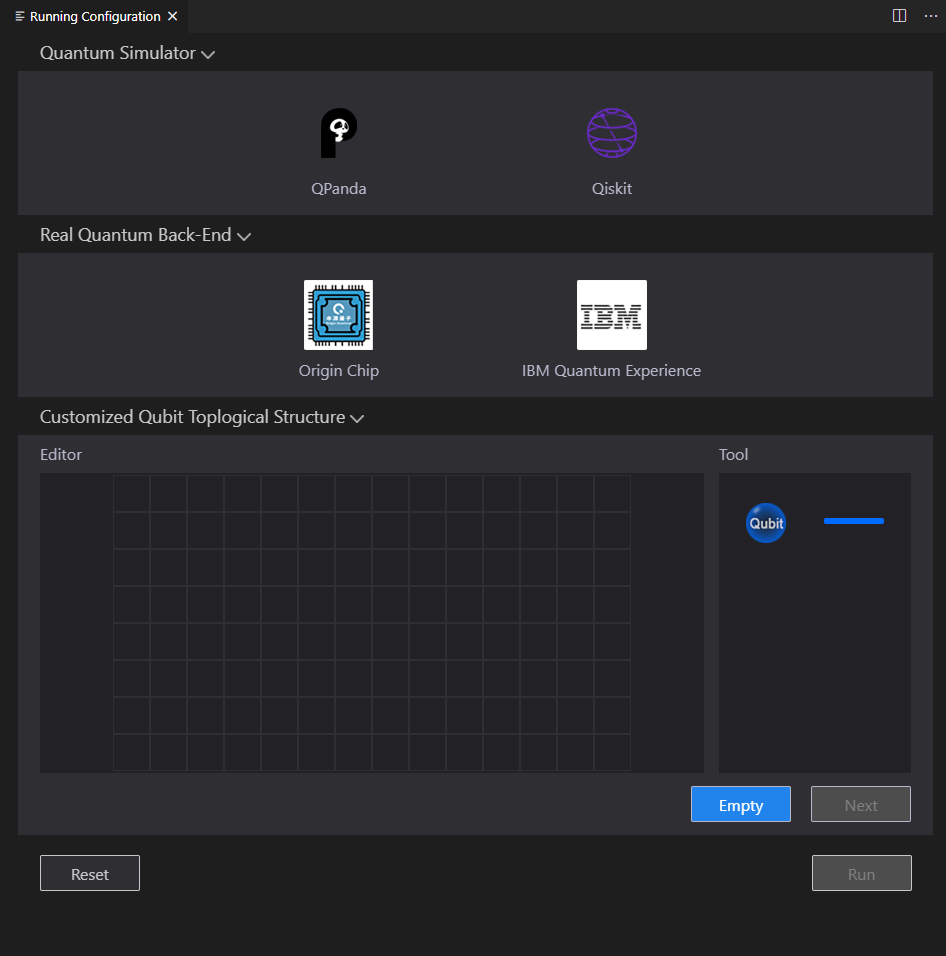 Running Configuration
Quantum Simulator
QPanda
Qiskit
Real Quantum Back-End
IBM
Origin Chip
IBM Quantum Experience
Customized Qubit Toplogical Structure
Editor
Tool
Qubit
Empty
Next
Reset
Run